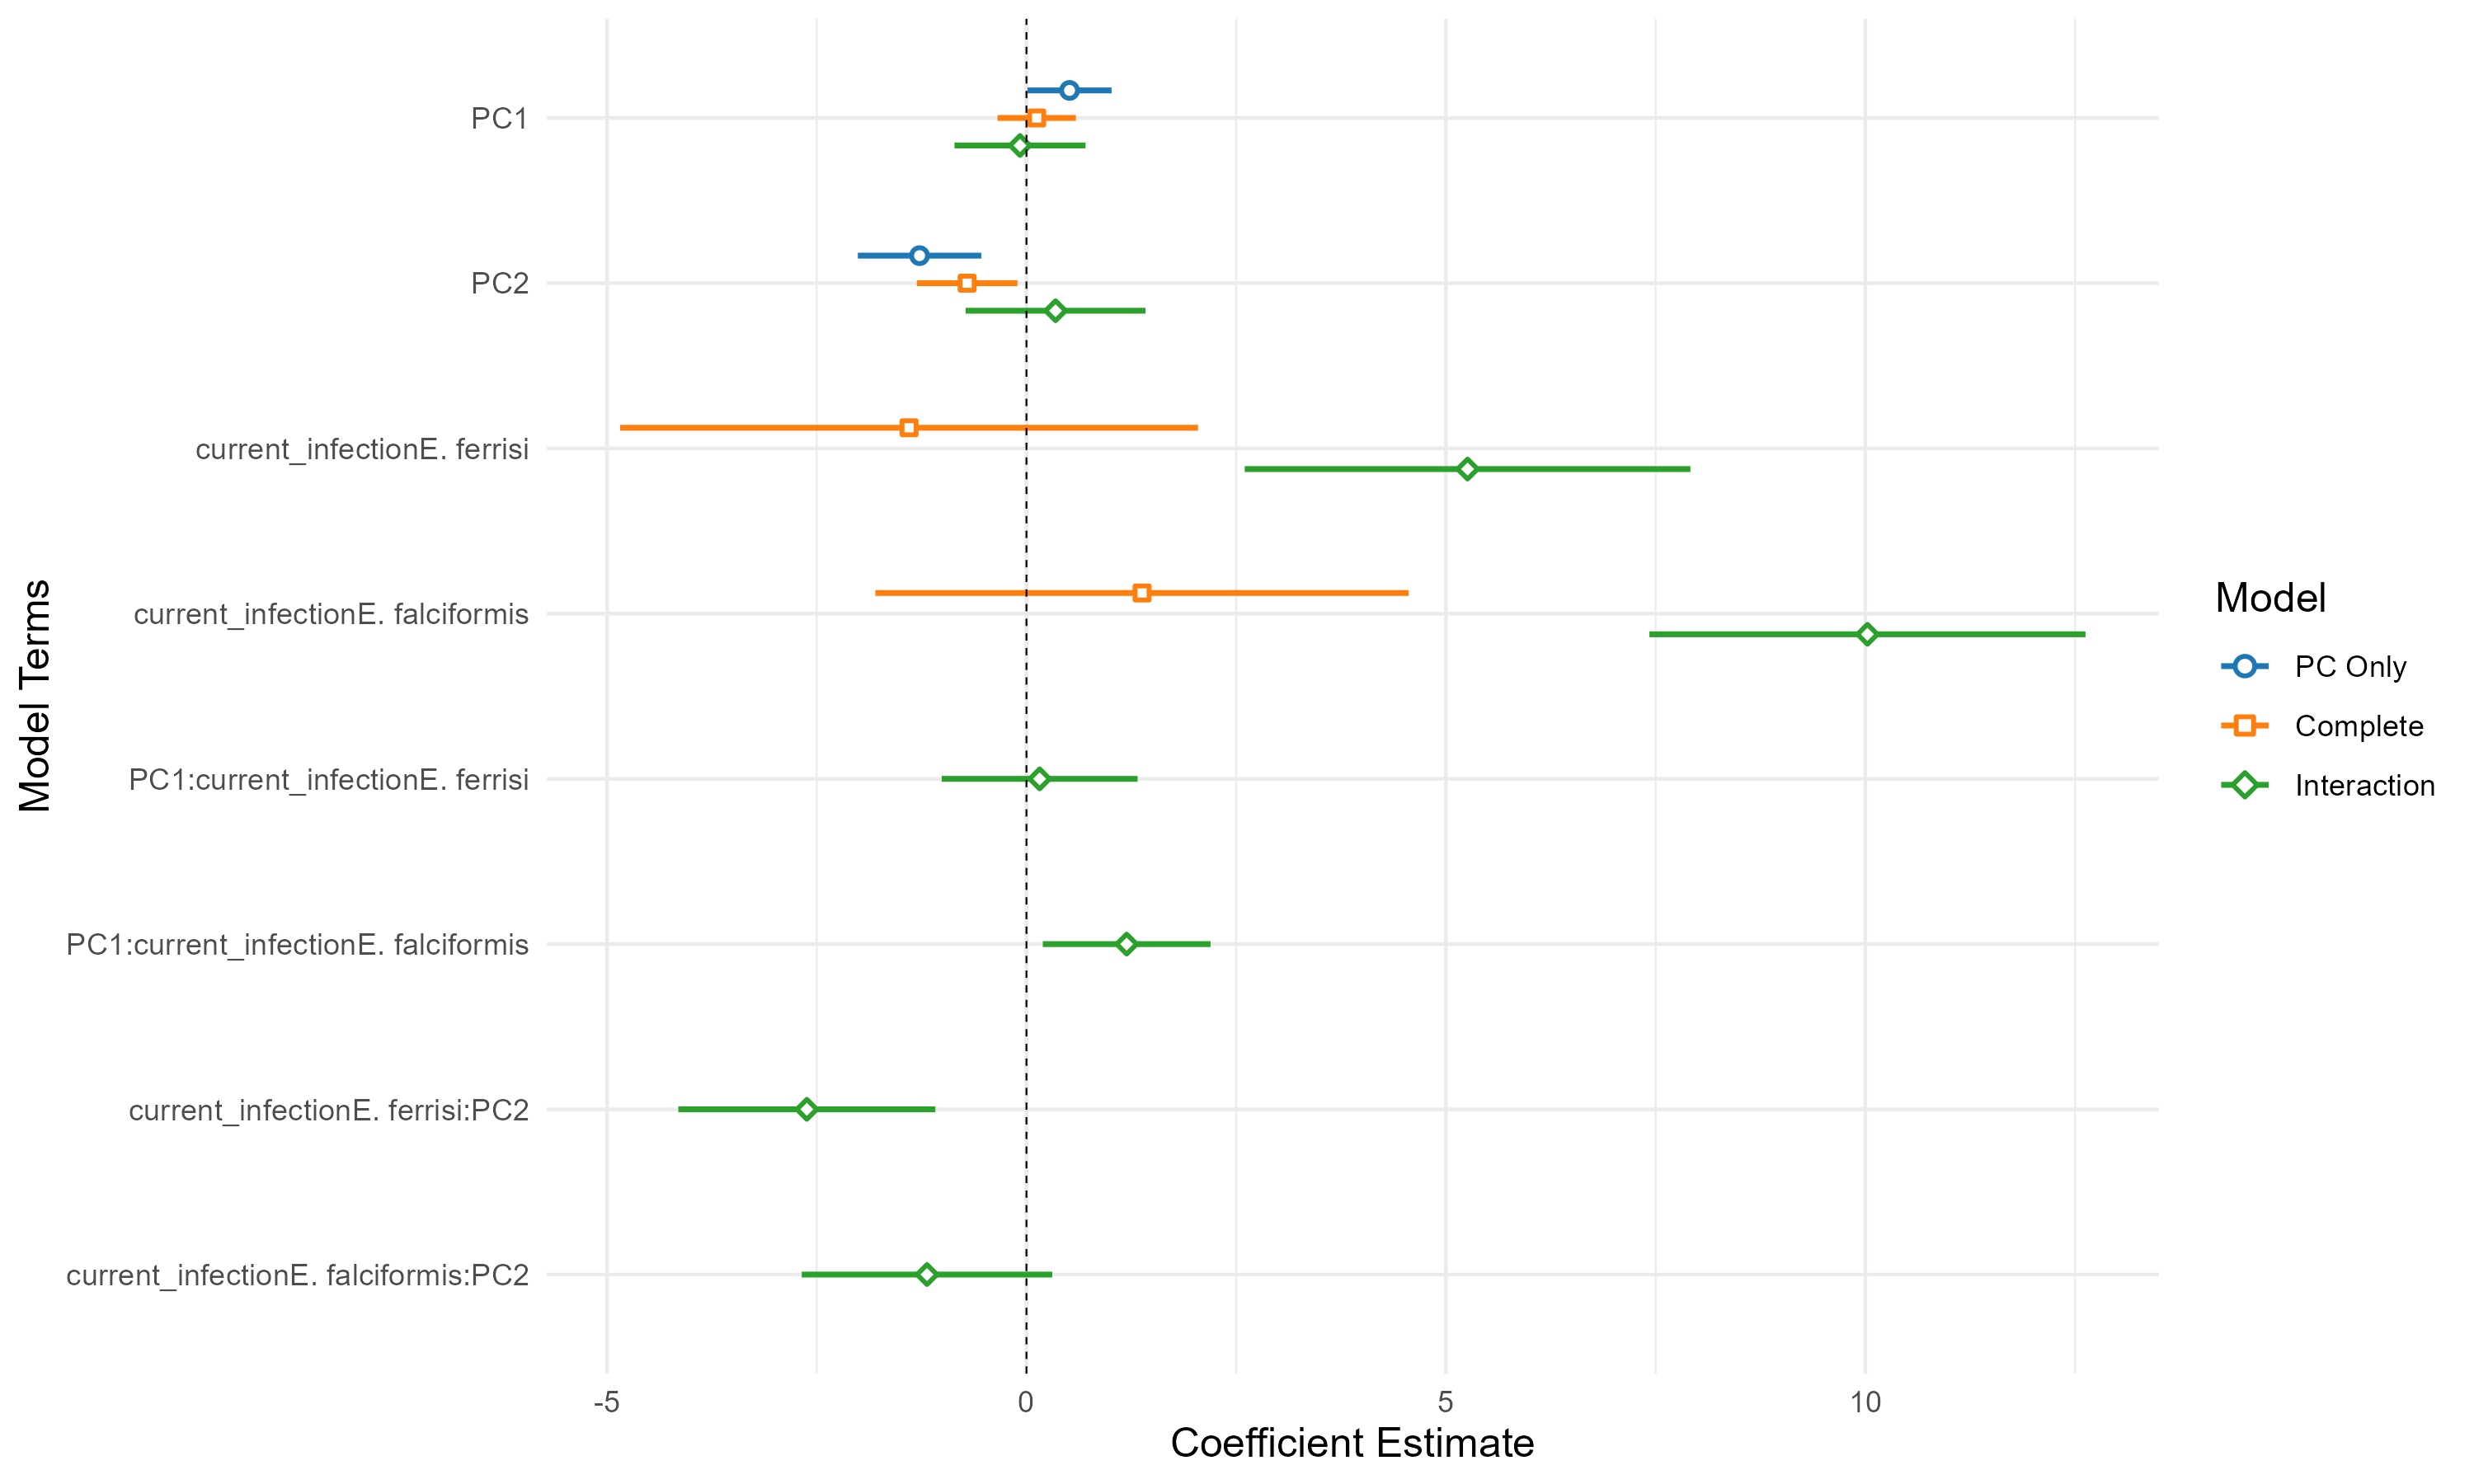 PC1
PC2
current_infectionE. ferrisi
current_infectionE. falciformis
PC1:current_infectionE. ferrisi
PC1:current_infectionE. falciformis
current_infectionE. ferrisi:PC2
current_infectionE. falciformis:PC2
Model Terms
-5
0
5
10
Coefficient Estimate
Model
PC Only
Complete
Interaction